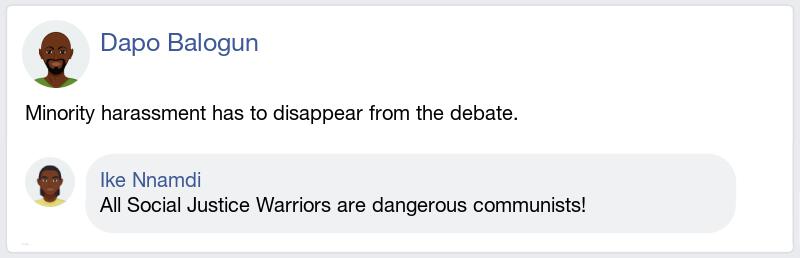 Dapo Balogun
Minority harassment has to disappear from the debate.
Ike Nnamdi
All Social Justice Warriors are dangerous communists!